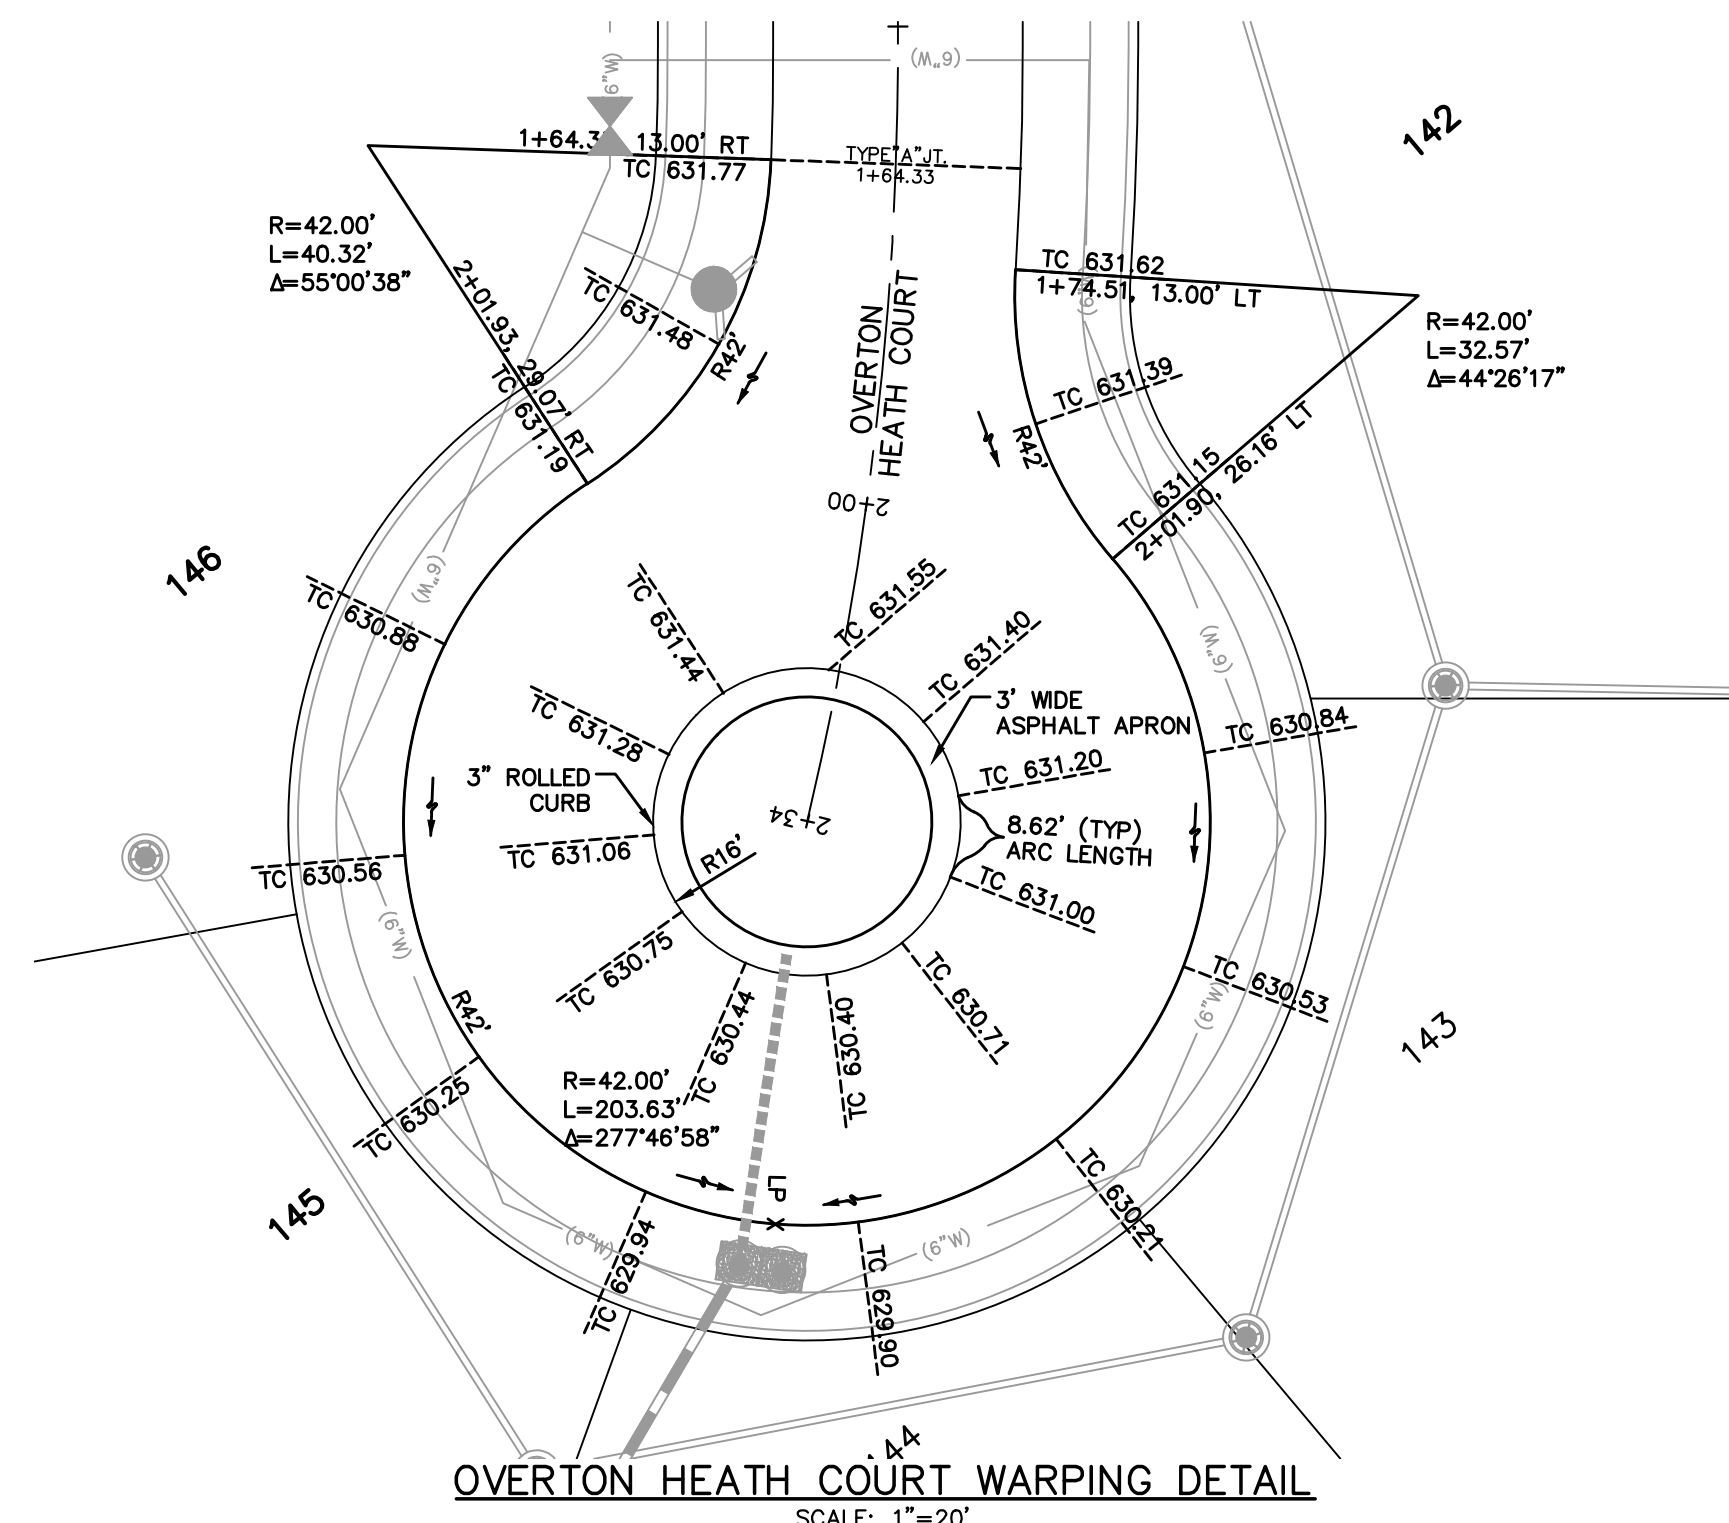 (6"W)
6"W)
142
1+64.3
13.00' RT
TC 631.77
TYPE"A"JT.
1+64.33
R=42.00'
L=40.32'
Δ=55°00'38"
TC 631.62
1+74.51, 13.00' LT
R=42.00'
L=32.57'
Δ=44°26'17"
2+01.93, 29.07' RT
TC 631.19
TC 631.48
R42'
OVERTON
HEATH COURT
2+00
TC 631.39
R42'
TC 631.15
2+01.90, 26.16' LT
146
(6"W)
TC 630.88
TC 631.44
TC 631.55
TC 631.40
(6"W)
TC 631.28
3' WIDE
ASPHALT APRON
TC 630.84
3" ROLLED
CURB
TC 631.20
2+34
8.62' (TYP)
ARC LENGTH
TC 631.06
R16'
TC 630.56
TC 631.00
(6"W)
TC 630.75
TC 630.71
TC 630.53
(6"W)
R42'
TC 630.44
TC 630.40
143
R=42.00'
L=203.63'
Δ=277°46'58"
TC 630.25
LP
TC 630.21
145
(6"W)
(6"W)
TC 629.94
TC 629.90
144
OVERTON HEATH COURT WARPING DETAIL
SCALE: 1"=20'